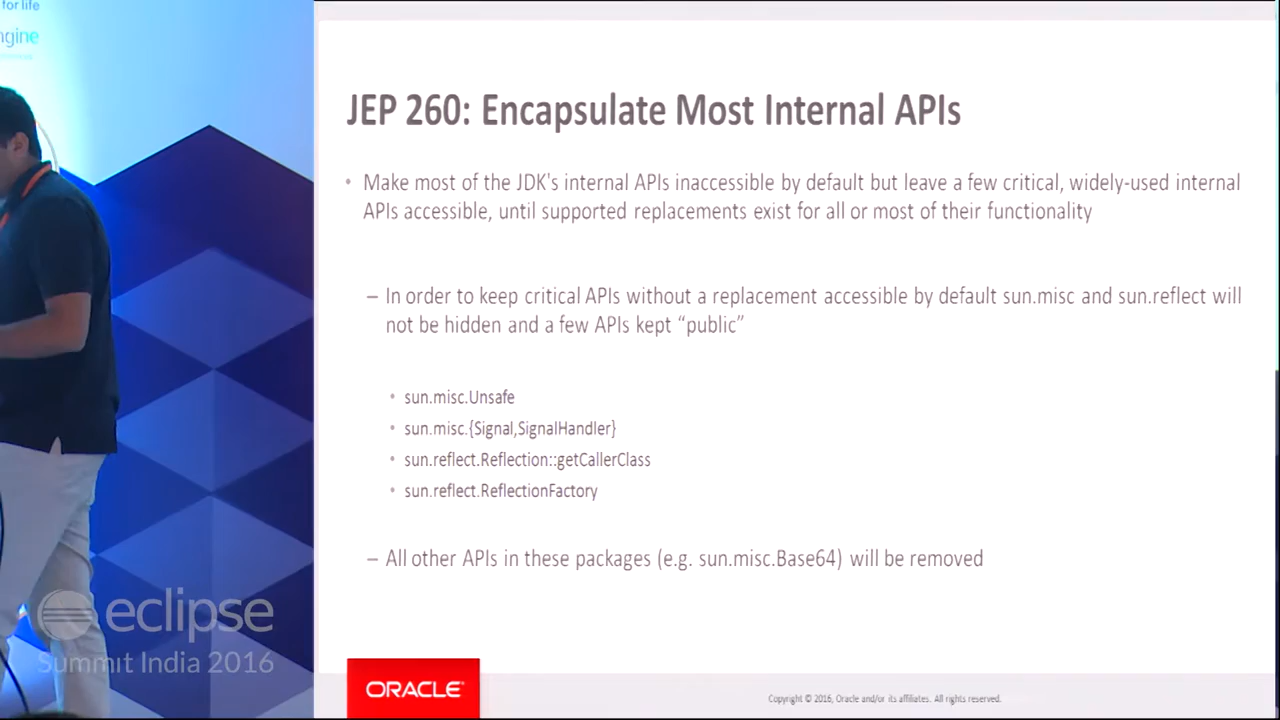 for life
ngine
JEP 260: Encapsulate Most Internal APIs
• Make most of the JDK's internal APIs inaccessible by default but leave a few critical, widely-used internal
APIs accessible, until supported replacements exist for all or most of their functionality
– In order to keep critical APIs without a replacement accessible by default sun.misc and sun.reflect will
not be hidden and a few APIs kept “public”
• sun.misc.Unsafe
• sun.misc.{Signal,SignalHandler}
• sun.reflect.Reflection::getCallerClass
• sun.reflect.ReflectionFactory
– All other APIs in these packages (e.g. sun.misc.Base64) will be removed
eclipse
Summit India 2016
ORACLE
Copyright © 2016, Oracle and/or its affiliates. All rights reserved.